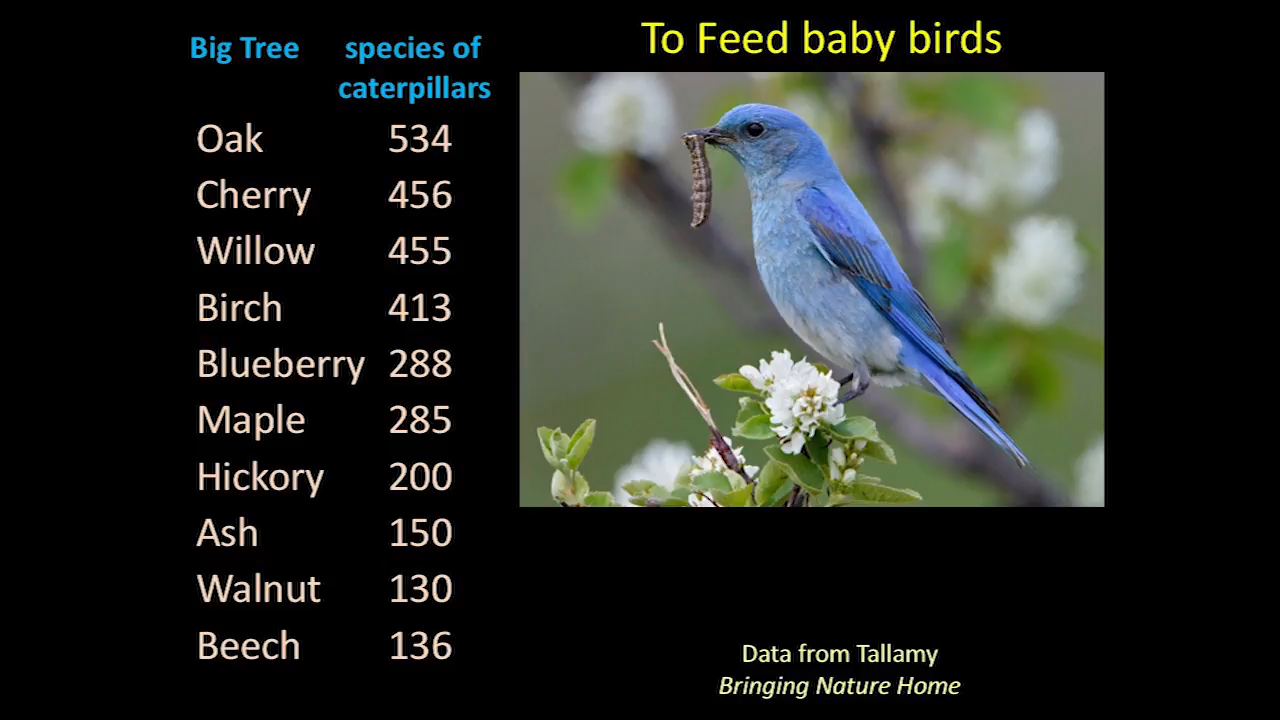 Big Tree species of
caterpillars
To Feed baby birds
Oak 534
Cherry 456
Willow 455
Birch 413
Blueberry 288
Maple 285
Hickory 200
Ash 150
Walnut 130
Beech 136
Data from Tallamy
Bringing Nature Home